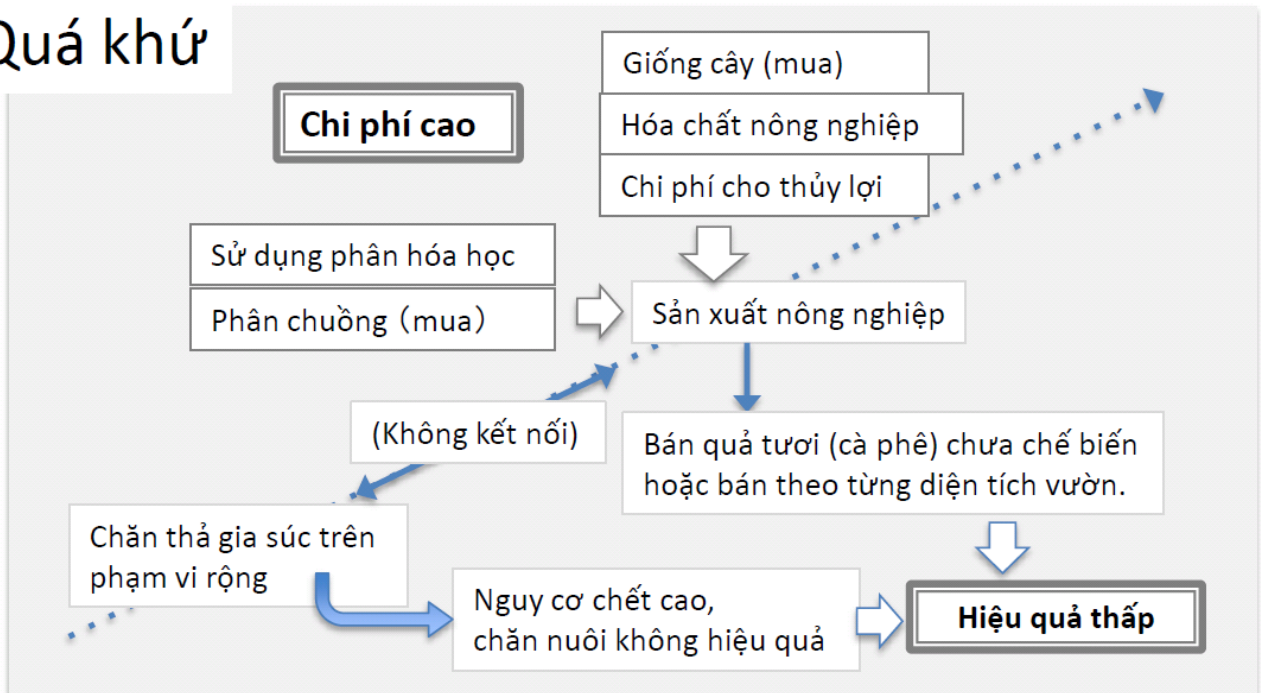 Quá khứ
Chi phí cao
Giống cây (mua)
Hóa chất nông nghiệp
Chi phí cho thủy lợi
Sử dụng phân hóa học
Phân chuồng（mua）
Sản xuất nông nghiệp
(Không kết nối)
Bán quả tươi (cà phê) chưa chế biến
hoặc bán theo từng diện tích vườn.
Chăn thả gia súc trên
phạm vi rộng
Nguy cơ chết cao,
chăn nuôi không hiệu quả
Hiệu quả thấp